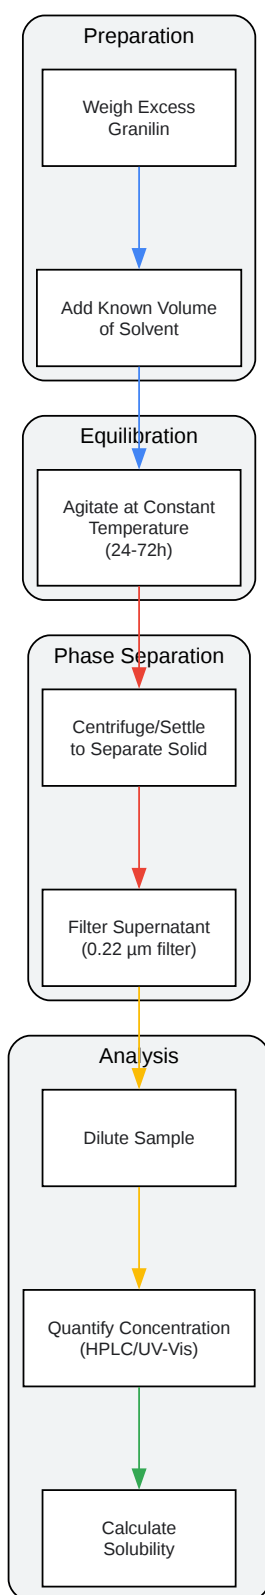 Preparation
Weigh Excess
Granilin
Add Known Volume
of Solvent
Equilibration
Agitate at Constant
Temperature
(24-72h)
Phase Separation
Centrifuge/Settle
to Separate Solid
Filter Supernatant
(0.22 µm filter)
Analysis
Dilute Sample
Quantify Concentration
(HPLC/UV-Vis)
Calculate
Solubility